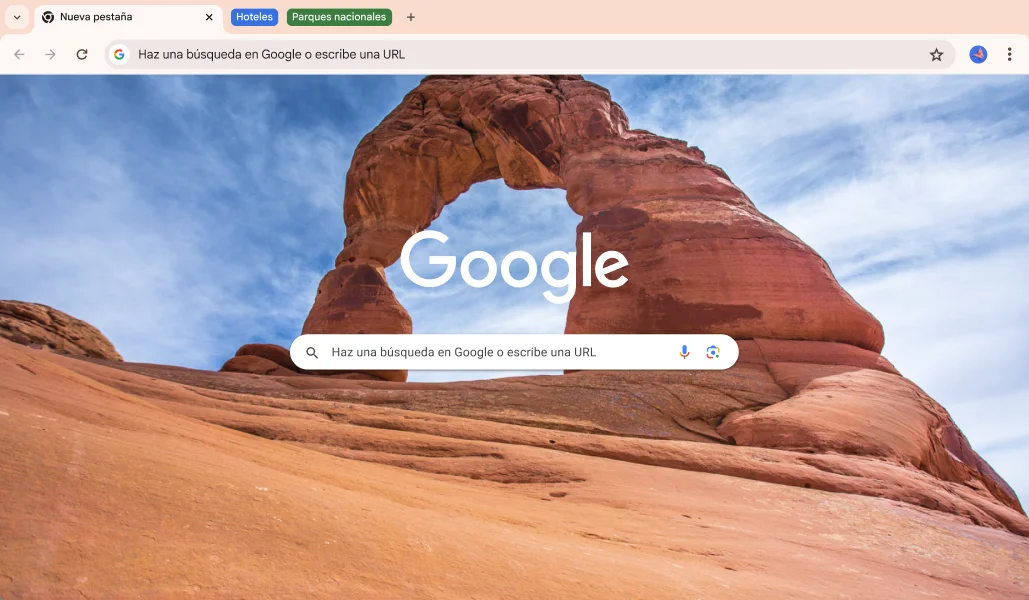 Nueva pestaña
Hoteles
Parques nacionales
Haz una búsqueda en Google o escribe una URL
Google
Haz una búsqueda en Google o escribe una URL